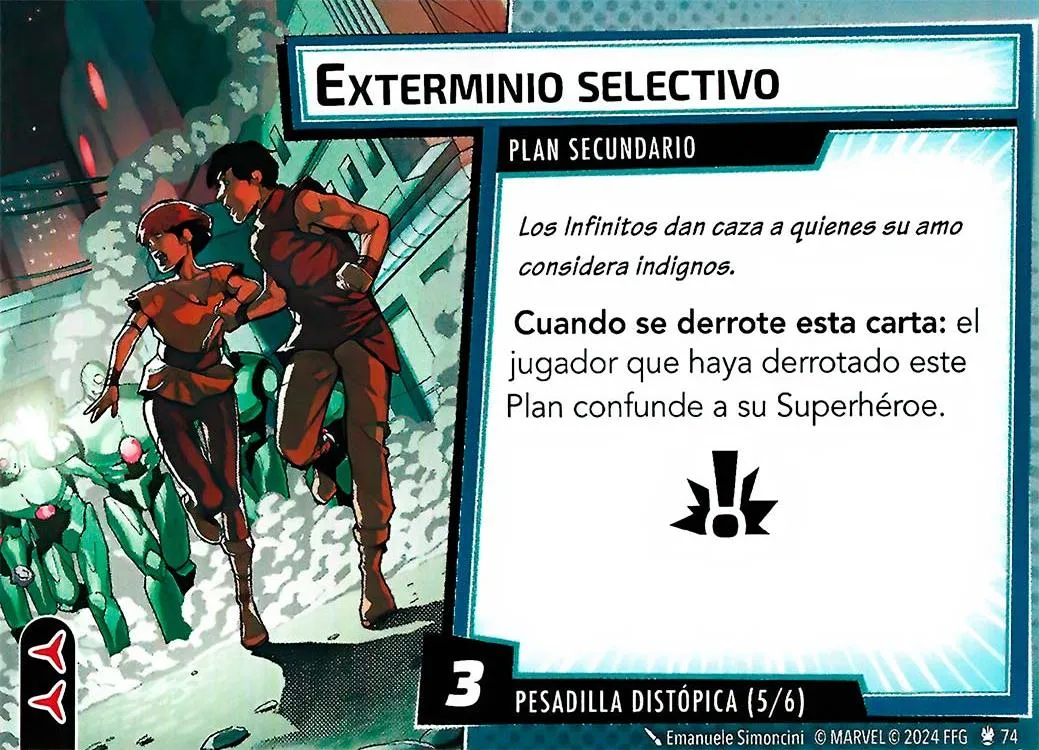 Exterminio selectivo
PLAN SECUNDARIO
Los Infinitos dan caza a quienes su amo
considera indignos.
Cuando se derrote esta carta: el
jugador que haya derrotado este
Plan confunde a su Superhéroe.
3
PESADILLA DISTÓPICA (5/6)
Emanuele Simoncini © MARVEL © 2024 FFG 74